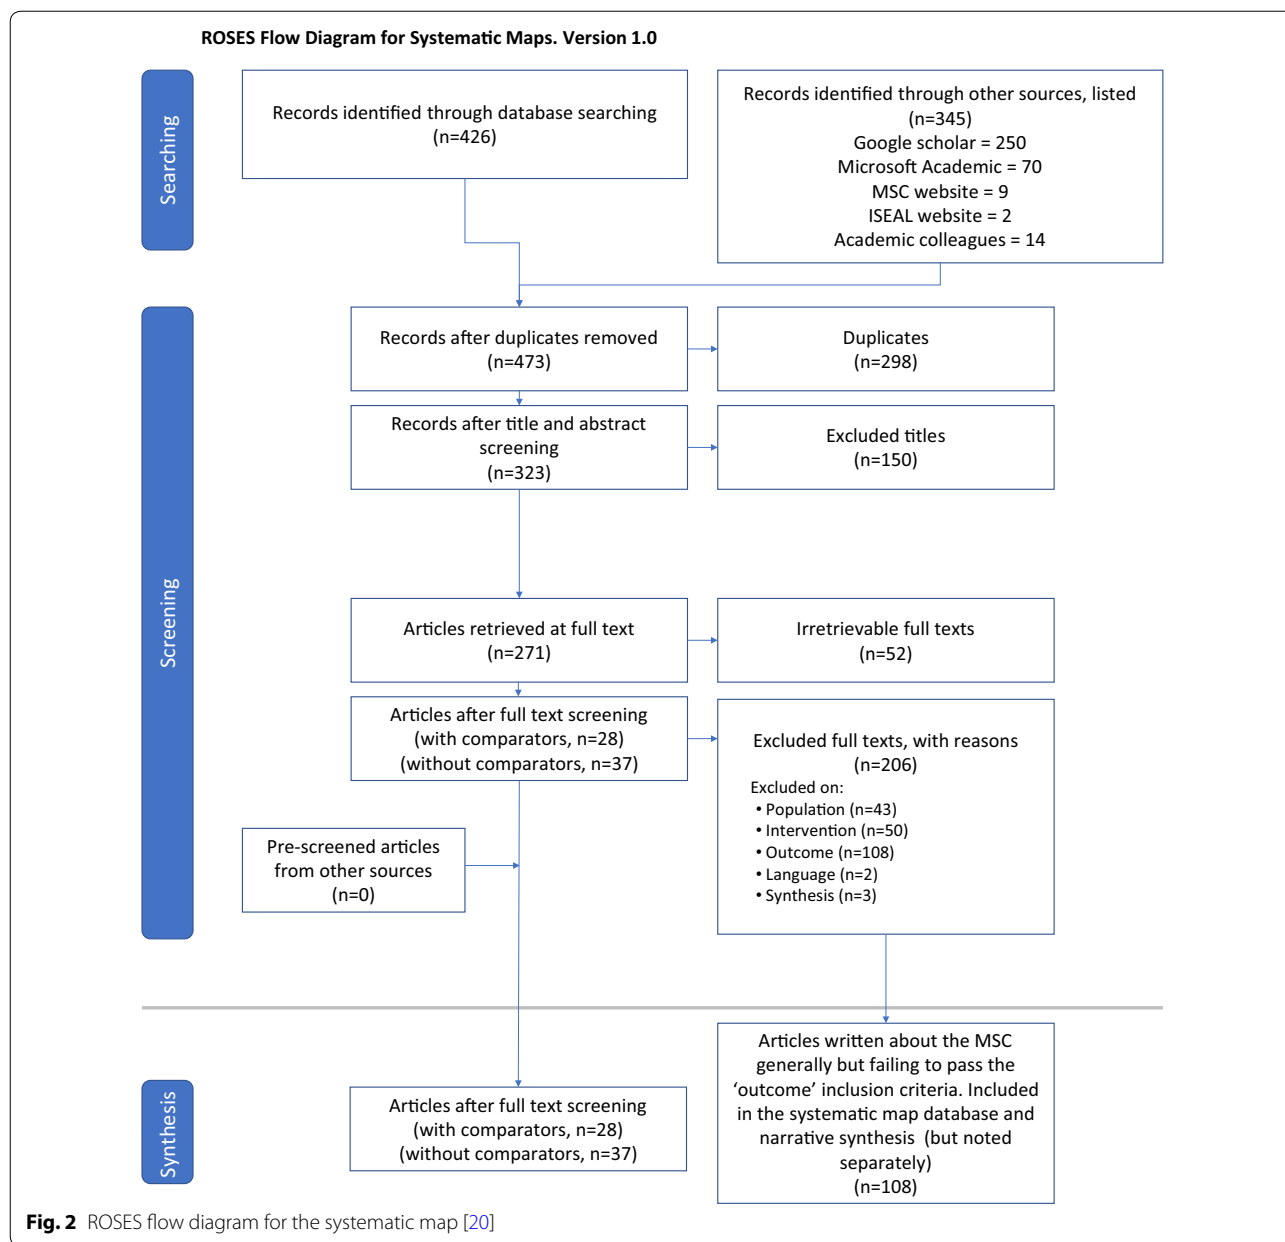 ROSES Flow Diagram for Systematic Maps. Version 1.0
Searching
Records identified through database searching
(n=426)
Records identified through other sources, listed
(n=345)
Google scholar = 250
Microsoft Academic = 70
MSC website = 9
ISEAL website = 2
Academic colleagues = 14
Screening
Records after duplicates removed
(n=473)
Duplicates
(n=298)
Records after title and abstract
screening
(n=323)
Excluded titles
(n=150)
Articles retrieved at full text
(n=271)
Irretrievable full texts
(n=52)
Articles after full text screening
(with comparators, n=28)
(without comparators, n=37)
Excluded full texts, with reasons
(n=206)
Excluded on:
• Population (n=43)
• Intervention (n=50)
• Outcome (n=108)
• Language (n=2)
• Synthesis (n=3)
Pre-screened articles
from other sources
(n=0)
Synthesis
Articles after full text screening
(with comparators, n=28)
(without comparators, n=37)
Articles written about the MSC
generally but failing to pass the
‘outcome’ inclusion criteria. Included
in the systematic map database and
narrative synthesis (but noted
separately)
(n=108)
Fig. 2 ROSES flow diagram for the systematic map [20]